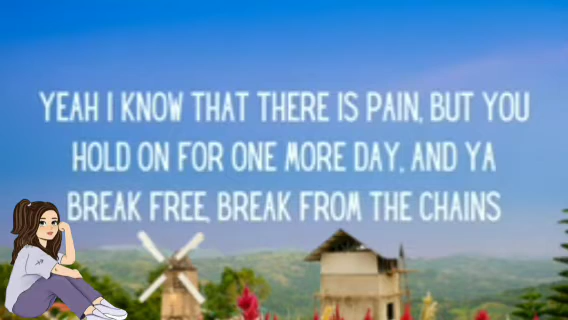 YEAH I KNOW THAT THERE IS PAIN, BUT YOU
HOLD ON FOR ONE MORE DAY, AND YA
BREAK FREE, BREAK FROM THE CHAINS